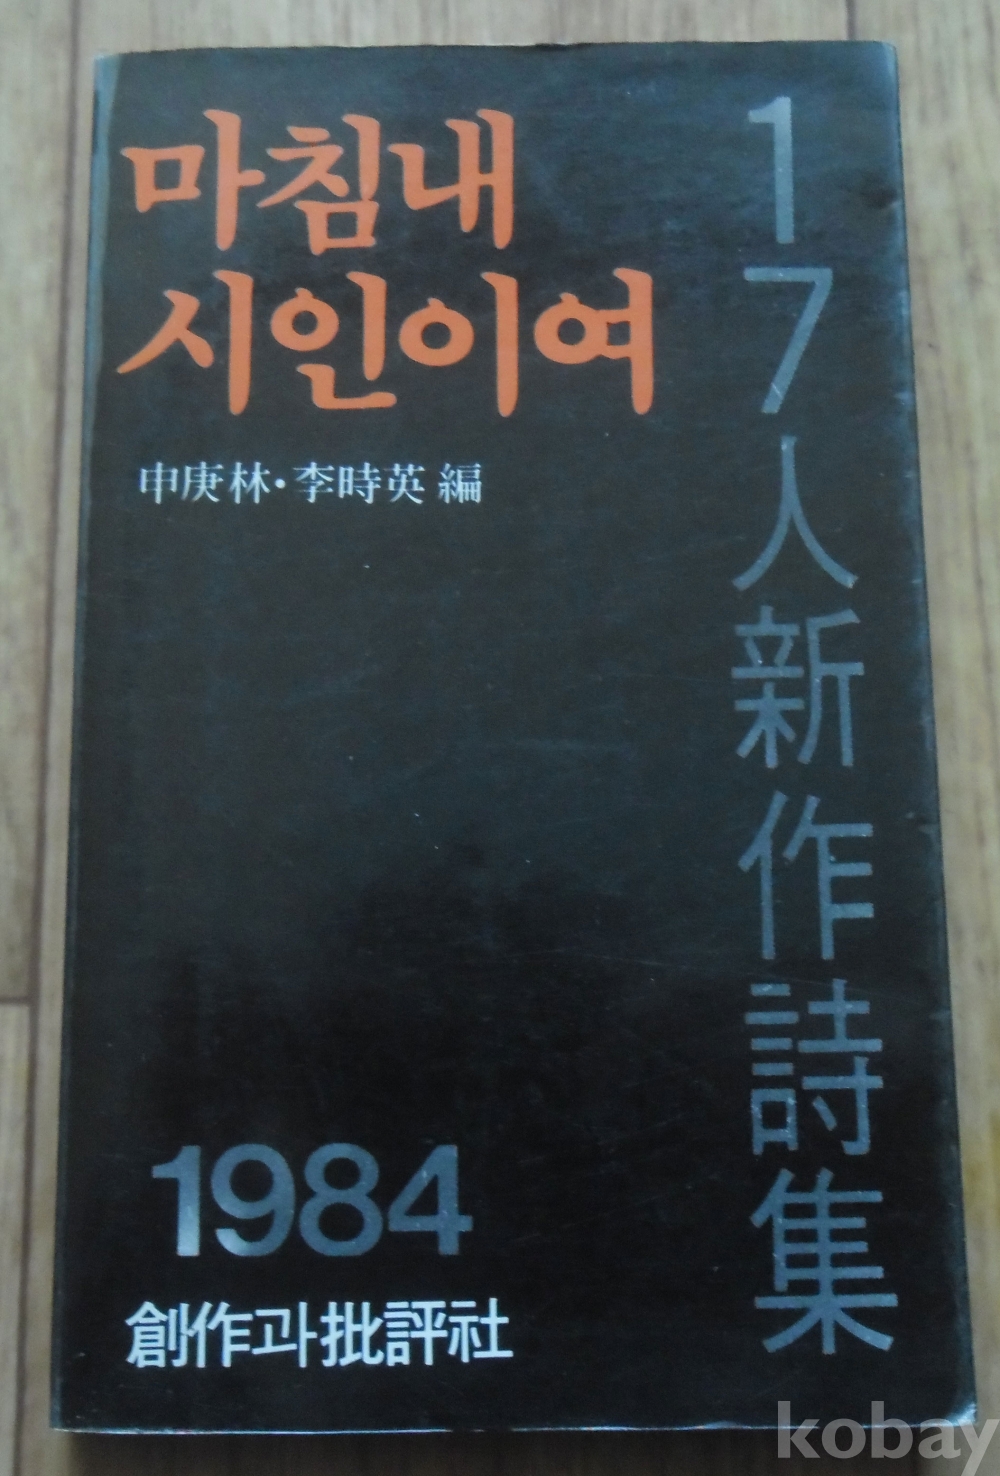 마침내
시인이여
申庚林·李時英 編
17人新作詩集
1984
創作과批評社
kobay